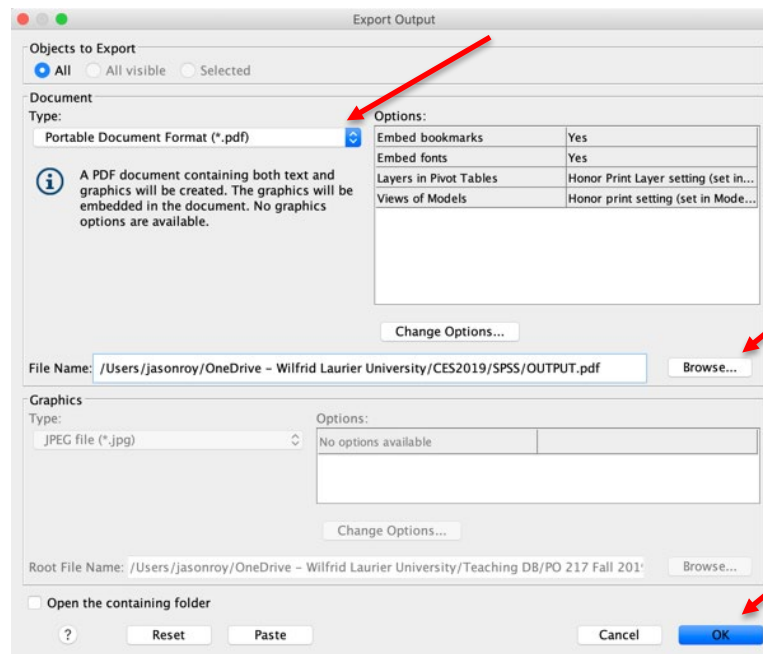 Export Output
Objects to Export
All All visible Selected
Document
Type: Options:
Portable Document Format (*.pdf)
Embed bookmarks Yes
Embed fonts Yes
Layers in Pivot Tables Honor Print Layer setting (set in...
Views of Models Honor print setting (set in Mode...
A PDF document containing both text and
graphics will be created. The graphics will be
embedded in the document. No graphics
options are available.
Change Options...
File Name: /Users/jasonroy/OneDrive – Wilfrid Laurier University/CES2019/SPSS/OUTPUT.pdf Browse...
Graphics
Type: Options:
JPEG file (*.jpg) No options available
Change Options...
Root File Name: /Users/jasonroy/OneDrive – Wilfrid Laurier University/Teaching DB/PO 217 Fall 201 Browse...
Open the containing folder
? Reset Paste Cancel OK